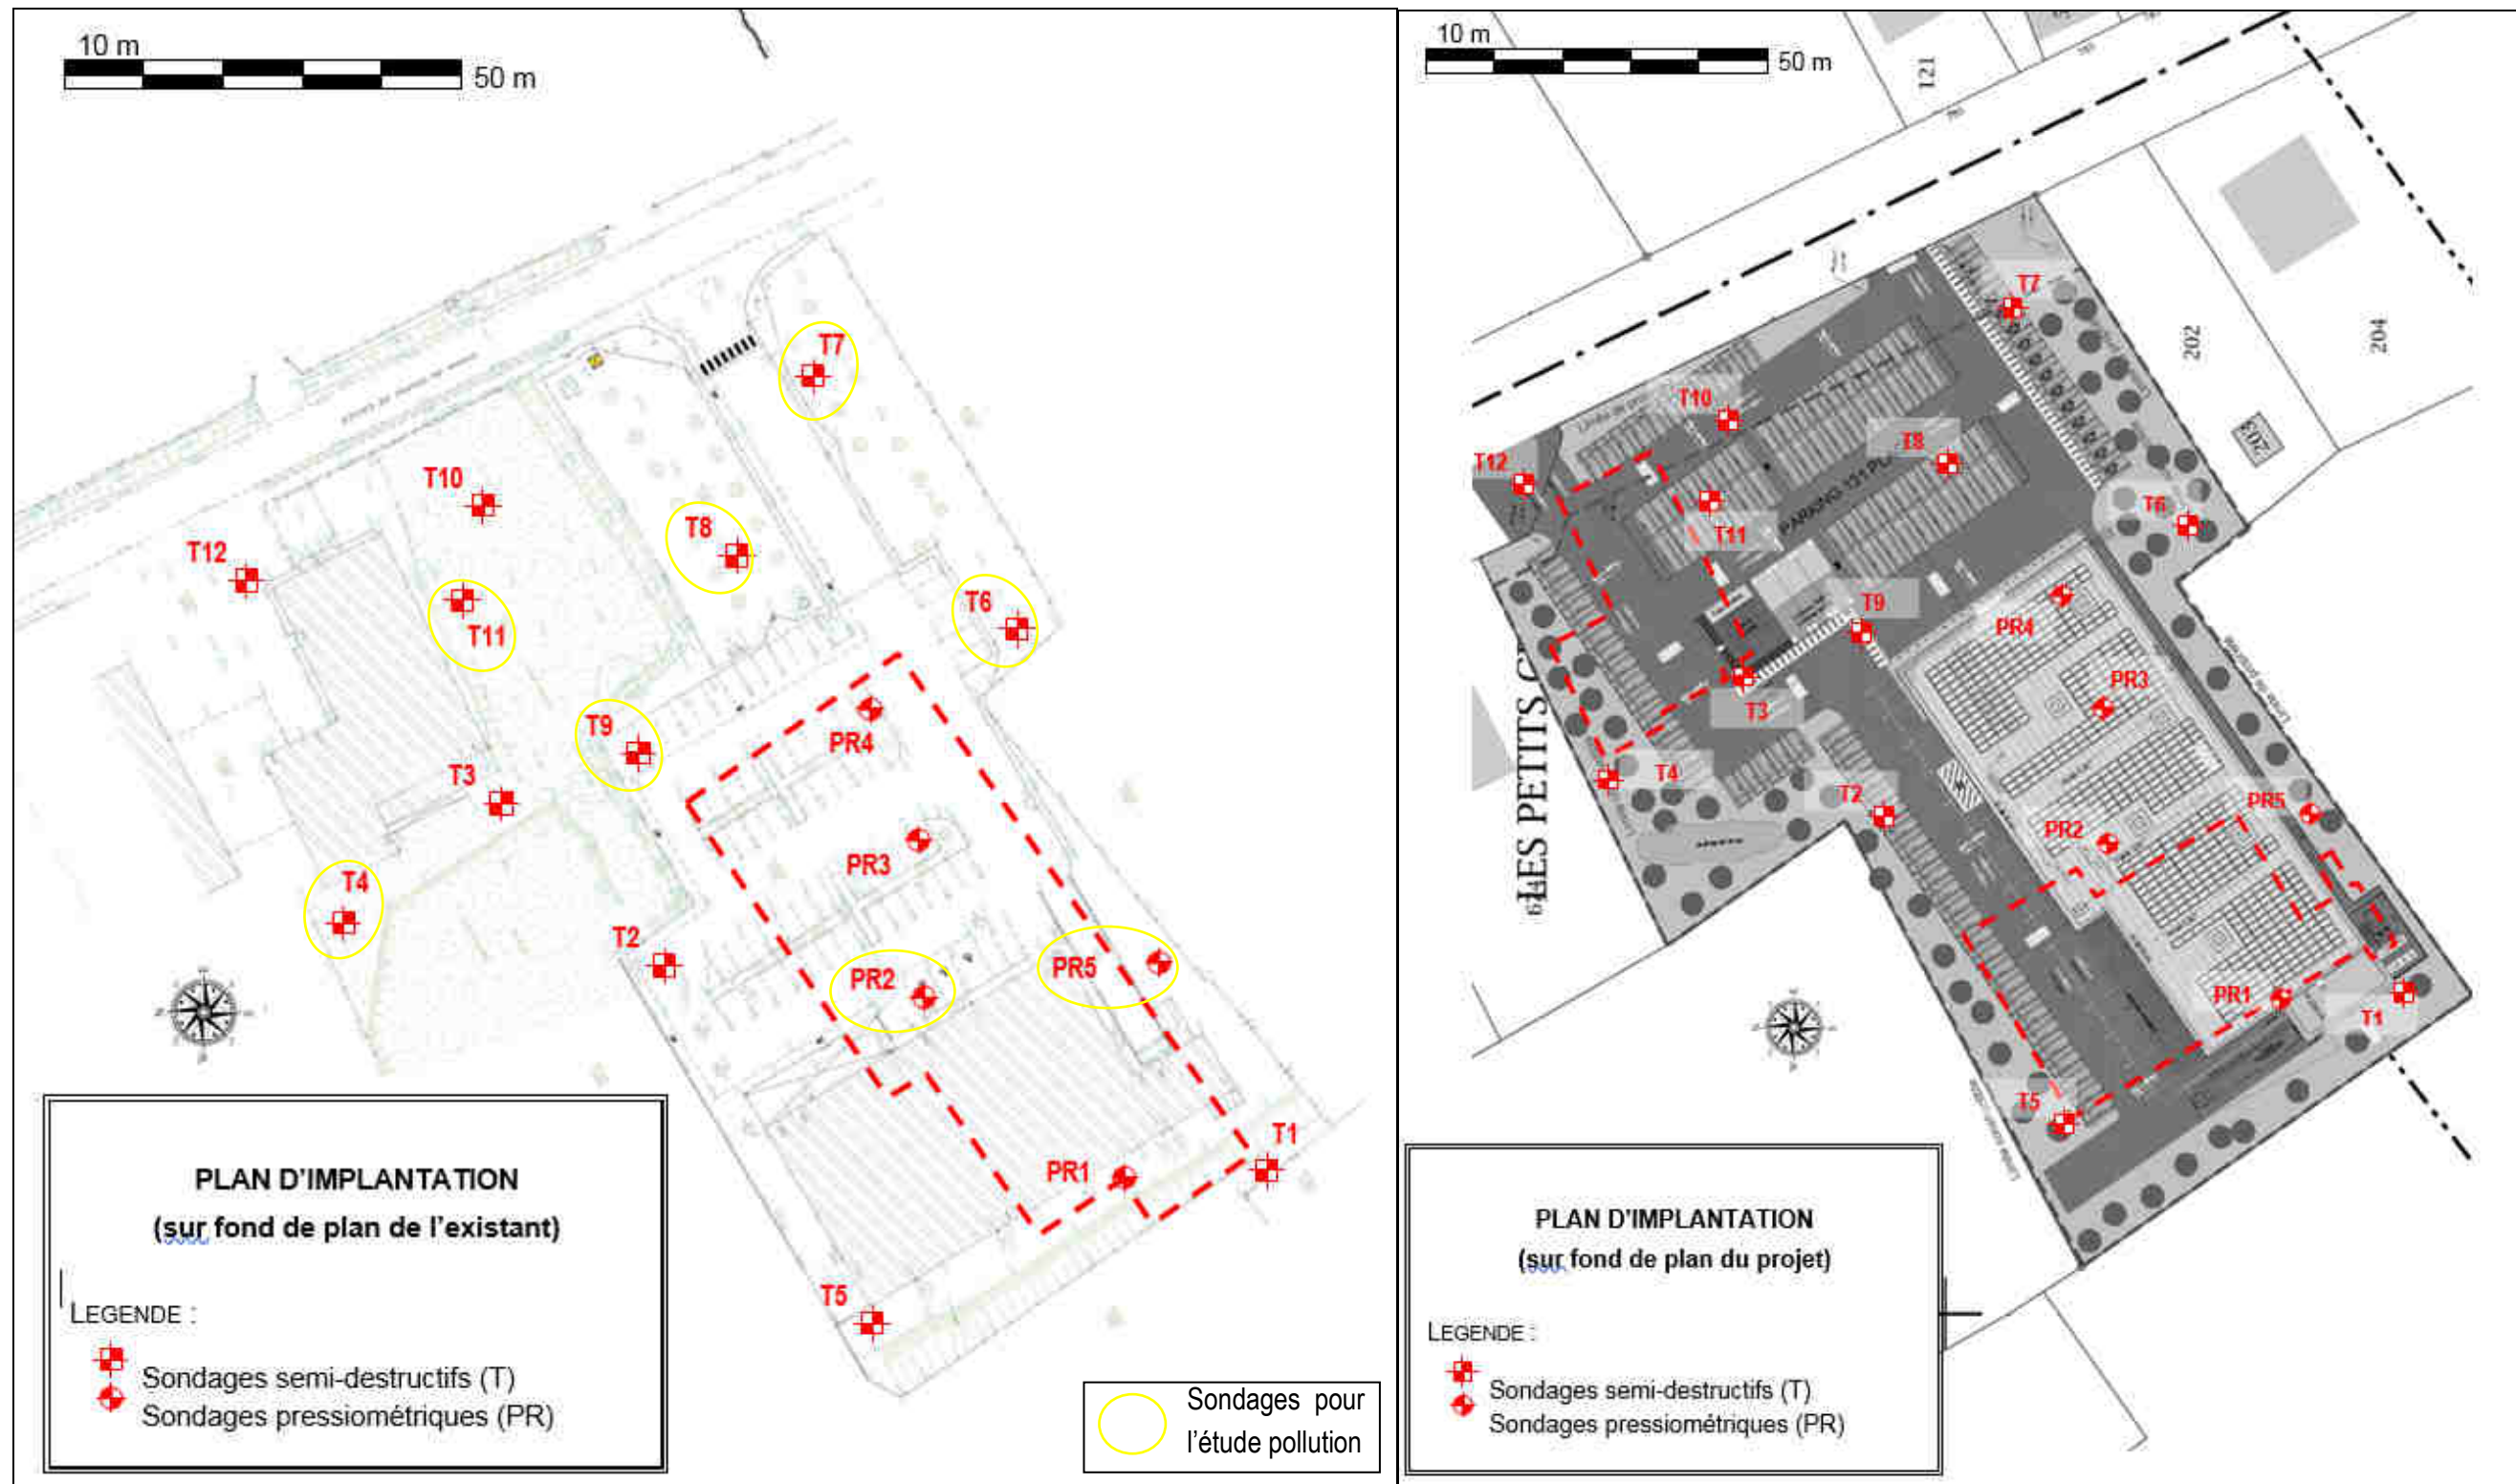 10 m
50 m
T7
T10
T8
T12
T11
T6
T9
PR4
T3
PR3
T4
T2
PR2
PR5
T1
PR1
T5
PLAN D'IMPLANTATION
(sur fond de plan de l'existant)
LEGENDE :
Sondages semi-destructifs (T)
Sondages pressiométriques (PR)
Sondages pour
l'étude pollution
10 m
50 m
121
T7
202
204
T10
T8
203
T12
PARKING 121 PL
T11
T6
T9
PR4
LES PETITS C
T3
PR3
T4
T2
PR5
PR2
PR1
T1
T5
PLAN D'IMPLANTATION
(sur fond de plan du projet)
LEGENDE :
Sondages semi-destructifs (T)
Sondages pressiométriques (PR)